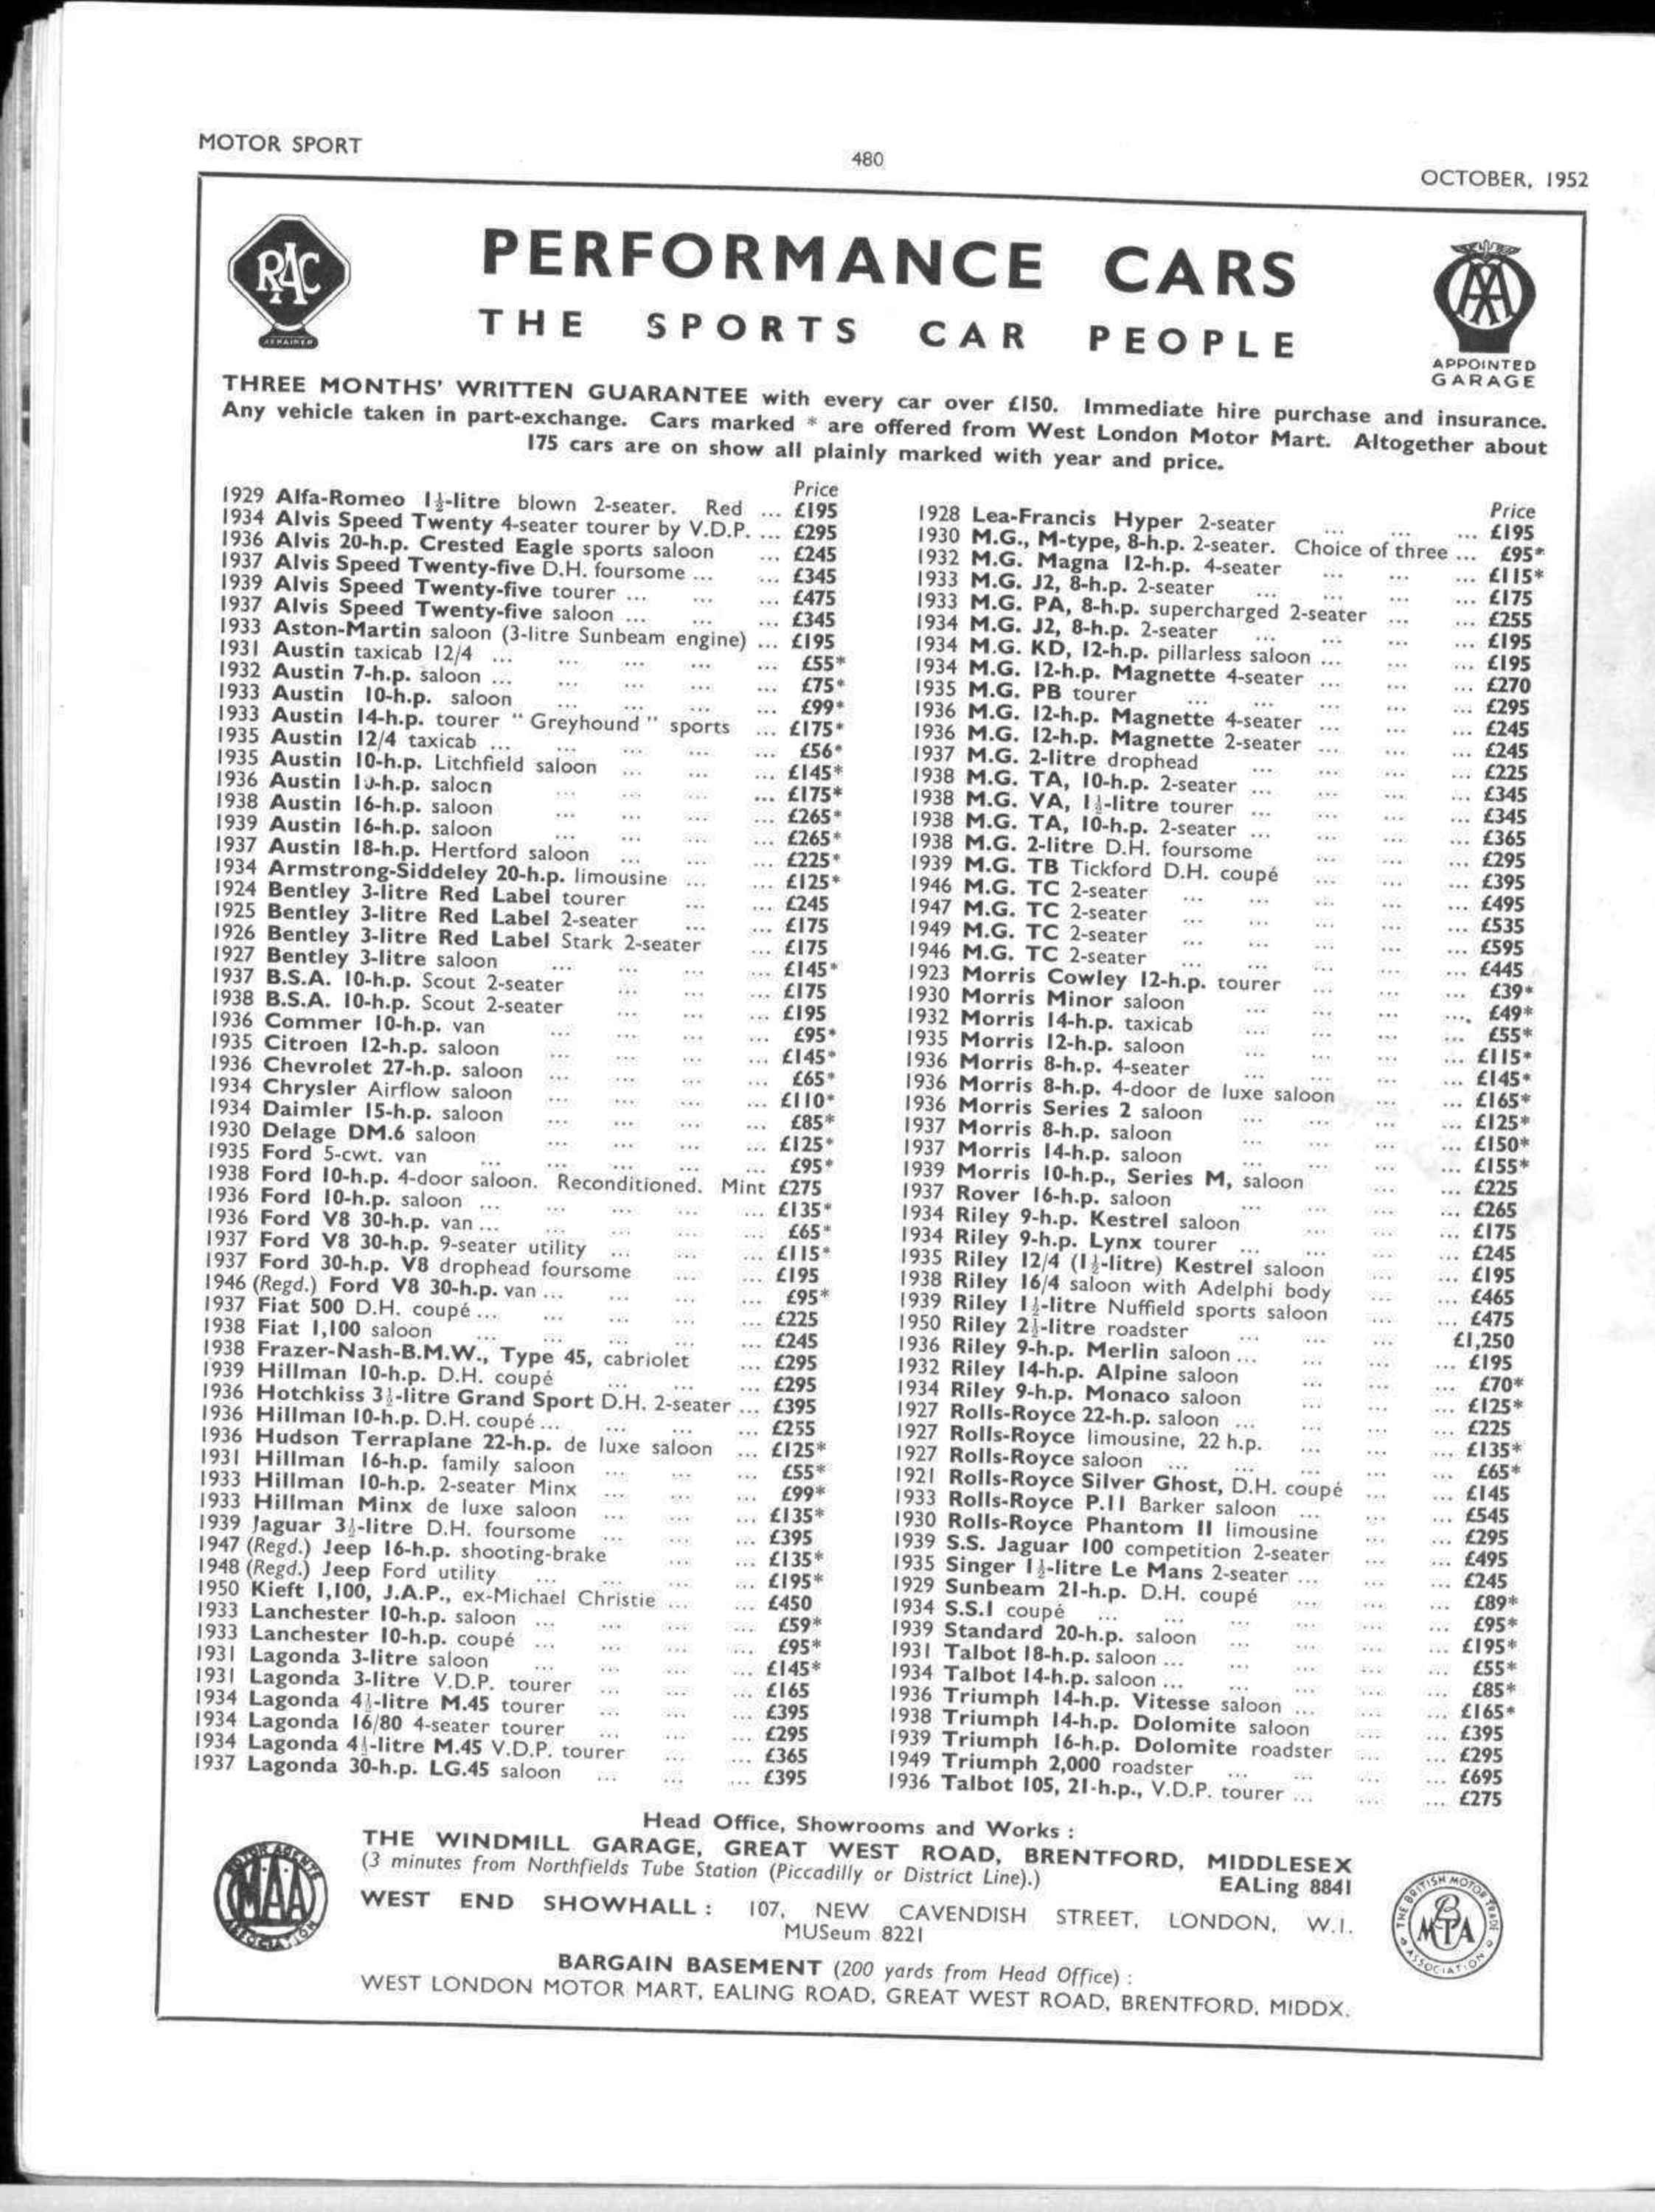 MOTOR SPORT
480
OCTOBER, 1952
RAC
REPAIRER
PERFORMANCE CARS
THE SPORTS CAR PEOPLE
AA
APPOINTED
GARAGE
THREE MONTHS' WRITTEN GUARANTEE with every car over £150. Immediate hire purchase and insurance.
Any vehicle taken in part-exchange. Cars marked * are offered from West London Motor Mart. Altogether about
175 cars are on show all plainly marked with year and price.
Price
1929 Alfa-Romeo 1½-litre blown 2-seater. Red ... £195
1934 Alvis Speed Twenty 4-seater tourer by V.D.P. ... £295
1936 Alvis 20-h.p. Crested Eagle sports saloon ... £245
1937 Alvis Speed Twenty-five D.H. foursome ... ... £345
1939 Alvis Speed Twenty-five tourer ... ... ... £475
1937 Alvis Speed Twenty-five saloon ... ... ... £345
1933 Aston-Martin saloon (3-litre Sunbeam engine) ... £195
1931 Austin taxicab 12/4 ... ... ... ... ... £55*
1932 Austin 7-h.p. saloon ... ... ... ... ... £75*
1933 Austin 10-h.p. saloon ... ... ... ... £99*
1933 Austin 14-h.p. tourer " Greyhound " sports ... £175*
1935 Austin 12/4 taxicab ... ... ... ... ... £56*
1935 Austin 10-h.p. Litchfield saloon ... ... ... £145*
1936 Austin 10-h.p. saloon ... ... ... ... £175*
1938 Austin 16-h.p. saloon ... ... ... ... £265*
1939 Austin 16-h.p. saloon ... ... ... ... £265*
1937 Austin 18-h.p. Hertford saloon ... ... ... £225*
1934 Armstrong-Siddeley 20-h.p. limousine ... ... £125*
1924 Bentley 3-litre Red Label tourer ... ... £245
1925 Bentley 3-litre Red Label 2-seater ... ... £175
1926 Bentley 3-litre Red Label Stark 2-seater ... £175
1927 Bentley 3-litre saloon ... ... ... ... £145*
1937 B.S.A. 10-h.p. Scout 2-seater ... ... ... £175
1938 B.S.A. 10-h.p. Scout 2-seater ... ... ... £195
1936 Commer 10-h.p. van ... ... ... ... £95*
1935 Citroen 12-h.p. saloon ... ... ... ... £145*
1936 Chevrolet 27-h.p. saloon ... ... ... ... £65*
1934 Chrysler Airflow saloon ... ... ... ... £110*
1934 Daimler 15-h.p. saloon ... ... ... ... £85*
1930 Delage DM.6 saloon ... ... ... ... £125*
1935 Ford 5-cwt. van ... ... ... ... ... £95*
1938 Ford 10-h.p. 4-door saloon. Reconditioned. Mint £275
1936 Ford 10-h.p. saloon ... ... ... ... ... £135*
1936 Ford V8 30-h.p. van ... ... ... ... ... £65*
1937 Ford V8 30-h.p. 9-seater utility ... ... ... £115*
1937 Ford 30-h.p. V8 drophead foursome ... ... £195
1946 (Regd.) Ford V8 30-h.p. van ... ... ... ... £95*
1937 Fiat 500 D.H. coupé ... ... ... ... ... £225
1938 Fiat 1,100 saloon ... ... ... ... £245
1938 Frazer-Nash-B.M.W., Type 45, cabriolet ... £295
1939 Hillman 10-h.p. D.H. coupé ... ... ... £295
1936 Hotchkiss 3½-litre Grand Sport D.H. 2-seater ... £395
1936 Hillman 10-h.p. D.H. coupé ... ... ... ... £255
1936 Hudson Terraplane 22-h.p. de luxe saloon ... £125*
1931 Hillman 16-h.p. family saloon ... ... ... £55*
1933 Hillman 10-h.p. 2-seater Minx ... ... ... £99*
1933 Hillman Minx de luxe saloon ... ... ... £135*
1939 Jaguar 3½-litre D.H. foursome ... ... ... £395
1947 (Regd.) Jeep 16-h.p. shooting-brake ... ... £135*
1948 (Regd.) Jeep Ford utility ... ... ... £195*
1950 Kieft 1,100, J.A.P., ex-Michael Christie ... ... £450
1933 Lanchester 10-h.p. saloon ... ... ... ... £59*
1933 Lanchester 10-h.p. coupé ... ... ... ... £95*
1931 Lagonda 3-litre saloon ... ... ... ... £145*
1931 Lagonda 3-litre V.D.P. tourer ... ... ... £165
1934 Lagonda 4½-litre M.45 tourer ... ... ... £395
1934 Lagonda 16/80 4-seater tourer ... ... ... £295
1934 Lagonda 4½-litre M.45 V.D.P. tourer ... ... £365
1937 Lagonda 30-h.p. LG.45 saloon ... ... ... £395
Price
1928 Lea-Francis Hyper 2-seater ... ... ... £195
1930 M.G., M-type, 8-h.p. 2-seater. Choice of three ... £95*
1932 M.G. Magna 12-h.p. 4-seater ... ... ... £115*
1933 M.G. J2, 8-h.p. 2-seater ... ... ... ... £175
1933 M.G. PA, 8-h.p. supercharged 2-seater ... ... £255
1934 M.G. J2, 8-h.p. 2-seater ... ... ... ... £195
1934 M.G. KD, 12-h.p. pillarless saloon ... ... ... £195
1934 M.G. 12-h.p. Magnette 4-seater ... ... ... £270
1935 M.G. PB tourer ... ... ... ... ... £295
1936 M.G. 12-h.p. Magnette 4-seater ... ... ... £245
1936 M.G. 12-h.p. Magnette 2-seater ... ... ... £245
1937 M.G. 2-litre drophead ... ... ... ... £225
1938 M.G. TA, 10-h.p. 2-seater ... ... ... ... £345
1938 M.G. VA, 1½-litre tourer ... ... ... ... £345
1938 M.G. TA, 10-h.p. 2-seater ... ... ... ... £365
1938 M.G. 2-litre D.H. foursome ... ... ... £295
1939 M.G. TB Tickford D.H. coupé ... ... ... £395
1946 M.G. TC 2-seater ... ... ... ... ... £495
1947 M.G. TC 2-seater ... ... ... ... ... £535
1949 M.G. TC 2-seater ... ... ... ... ... £595
1946 M.G. TC 2-seater ... ... ... ... ... £445
1923 Morris Cowley 12-h.p. tourer ... ... ... £39*
1930 Morris Minor saloon ... ... ... ... £49*
1932 Morris 14-h.p. taxicab ... ... ... ... £55*
1935 Morris 12-h.p. saloon ... ... ... ... £115*
1936 Morris 8-h.p. 4-seater ... ... ... ... £145*
1936 Morris 8-h.p. 4-door de luxe saloon ... ... £165*
1936 Morris Series 2 saloon ... ... ... ... £125*
1937 Morris 8-h.p. saloon ... ... ... ... £150*
1937 Morris 14-h.p. saloon ... ... ... ... £155*
1939 Morris 10-h.p., Series M, saloon ... ... £225
1937 Rover 16-h.p. saloon ... ... ... ... £265
1934 Riley 9-h.p. Kestrel saloon ... ... ... £175
1934 Riley 9-h.p. Lynx tourer ... ... ... ... £245
1935 Riley 12/4 (1½-litre) Kestrel saloon ... ... £195
1938 Riley 16/4 saloon with Adelphi body ... ... £465
1939 Riley 1½-litre Nuffield sports saloon ... ... £475
1950 Riley 2½-litre roadster ... ... ... £1,250
1936 Riley 9-h.p. Merlin saloon ... ... ... ... £195
1932 Riley 14-h.p. Alpine saloon ... ... ... £70*
1934 Riley 9-h.p. Monaco saloon ... ... ... £125*
1927 Rolls-Royce 22-h.p. saloon ... ... ... ... £225
1927 Rolls-Royce limousine, 22 h.p. ... ... ... £135*
1927 Rolls-Royce saloon ... ... ... ... £65*
1921 Rolls-Royce Silver Ghost, D.H. coupé ... ... £145
1933 Rolls-Royce P.II Barker saloon ... ... ... £545
1930 Rolls-Royce Phantom II limousine ... ... £295
1939 S.S. Jaguar 100 competition 2-seater ... ... £495
1935 Singer 1½-litre Le Mans 2-seater ... ... ... £245
1929 Sunbeam 21-h.p. D.H. coupé ... ... ... £89*
1934 S.S.I coupé ... ... ... ... ... £95*
1939 Standard 20-h.p. saloon ... ... ... ... £195*
1931 Talbot 18-h.p. saloon ... ... ... ... ... £55*
1934 Talbot 14-h.p. saloon ... ... ... ... ... £85*
1936 Triumph 14-h.p. Vitesse saloon ... ... ... £165*
1938 Triumph 14-h.p. Dolomite saloon ... ... £395
1939 Triumph 16-h.p. Dolomite roadster ... ... £295
1949 Triumph 2,000 roadster ... ... ... ... £695
1936 Talbot 105, 21-h.p., V.D.P. tourer ... ... ... £275
Head Office, Showrooms and Works :
THE WINDMILL GARAGE, GREAT WEST ROAD, BRENTFORD, MIDDLESEX
(3 minutes from Northfields Tube Station (Piccadilly or District Line).) EALing 8841
WEST END SHOWHALL : 107, NEW CAVENDISH STREET, LONDON, W.1.
MUSeum 8221
BARGAIN BASEMENT (200 yards from Head Office) :
WEST LONDON MOTOR MART, EALING ROAD, GREAT WEST ROAD, BRENTFORD, MIDDX.
MOTOR AGENTS
MAA
ASSOCIATION
THE BRITISH MOTOR TRADE
BMTA
ASSOCIATION